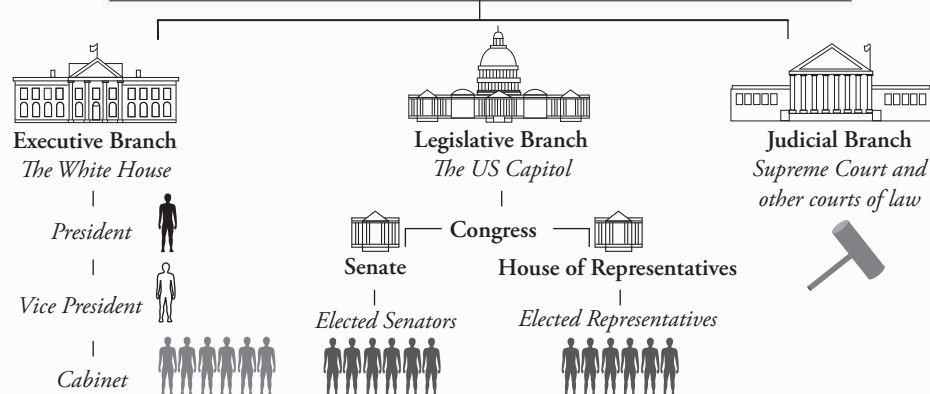 Executive Branch
The White House
President
Vice President
Cabinet
Legislative Branch
The US Capitol
Congress
Senate
Elected Senators
House of Representatives
Elected Representatives
Judicial Branch
Supreme Court and
other courts of law